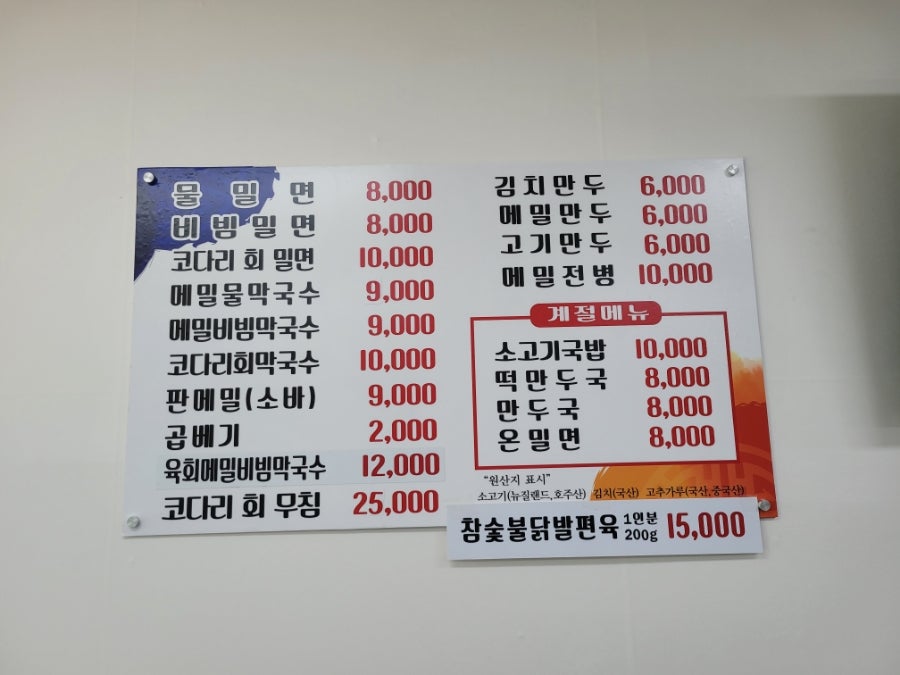 물밀면 8,000
비빔밀면 8,000
코다리 회 밀면 10,000
메밀물막국수 9,000
메밀비빔막국수 9,000
코다리회막국수 10,000
판메밀(소바) 9,000
곱베기 2,000
육회메밀비빔막국수 12,000
코다리 회 무침 25,000
김치만두 6,000
메밀만두 6,000
고기만두 6,000
메밀전병 10,000
계절메뉴
소고기국밥 10,000
떡만두국 8,000
만두국 8,000
온밀면 8,000
"원산지 표시"
소고기(뉴질랜드,호주산) 김치(국산) 고추가루(국산,중국산)
참숯불닭발편육 1인분 200g 15,000